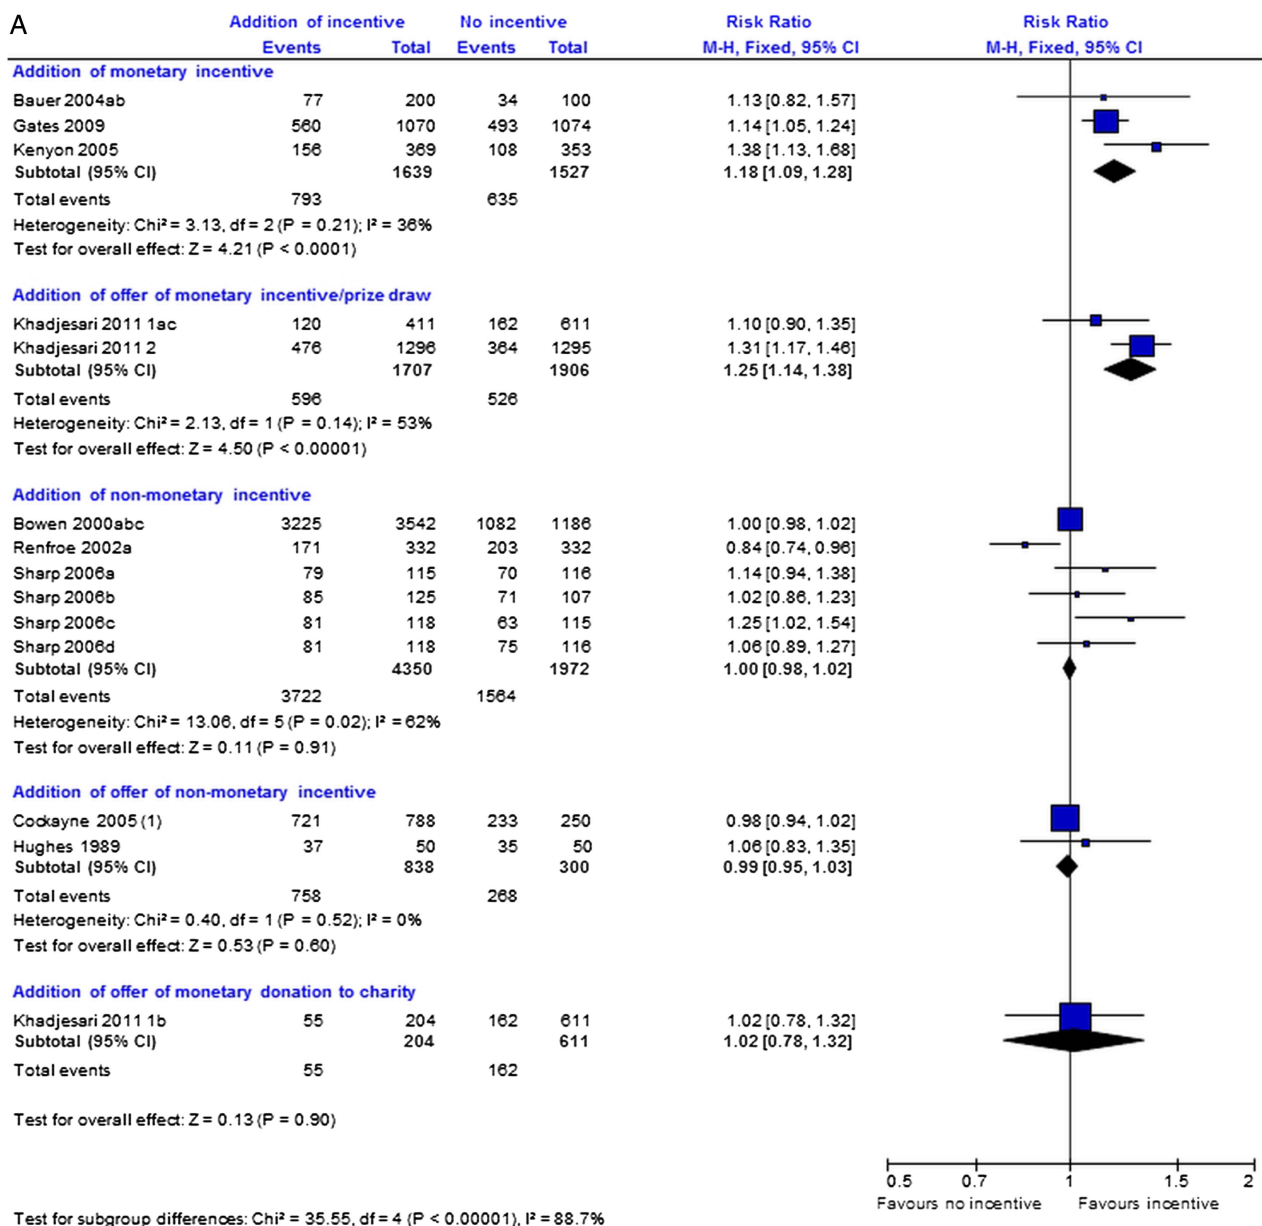 A
Addition of incentive No incentive Risk Ratio Risk Ratio
Events Total Events Total M-H, Fixed, 95% CI M-H, Fixed, 95% CI
Addition of monetary incentive
Bauer 2004ab 77 200 34 100 1.13 [0.82, 1.57]
Gates 2009 560 1070 493 1074 1.14 [1.05, 1.24]
Kenyon 2005 156 369 108 353 1.38 [1.13, 1.68]
Subtotal (95% CI) 1639 1527 1.18 [1.09, 1.28]
Total events 793 635
Heterogeneity: Chi² = 3.13, df = 2 (P = 0.21); I² = 36%
Test for overall effect: Z = 4.21 (P < 0.0001)
Addition of offer of monetary incentive/prize draw
Khadjesari 2011 1ac 120 411 162 611 1.10 [0.90, 1.35]
Khadjesari 2011 2 476 1296 364 1295 1.31 [1.17, 1.46]
Subtotal (95% CI) 1707 1906 1.25 [1.14, 1.38]
Total events 596 526
Heterogeneity: Chi² = 2.13, df = 1 (P = 0.14); I² = 53%
Test for overall effect: Z = 4.50 (P < 0.00001)
Addition of non-monetary incentive
Bowen 2000abc 3225 3542 1082 1186 1.00 [0.98, 1.02]
Renfroe 2002a 171 332 203 332 0.84 [0.74, 0.96]
Sharp 2006a 79 115 70 116 1.14 [0.94, 1.38]
Sharp 2006b 85 125 71 107 1.02 [0.86, 1.23]
Sharp 2006c 81 118 63 115 1.25 [1.02, 1.54]
Sharp 2006d 81 118 75 116 1.06 [0.89, 1.27]
Subtotal (95% CI) 4350 1972 1.00 [0.98, 1.02]
Total events 3722 1564
Heterogeneity: Chi² = 13.06, df = 5 (P = 0.02); I² = 62%
Test for overall effect: Z = 0.11 (P = 0.91)
Addition of offer of non-monetary incentive
Cockayne 2005 (1) 721 788 233 250 0.98 [0.94, 1.02]
Hughes 1989 37 50 35 50 1.06 [0.83, 1.35]
Subtotal (95% CI) 838 300 0.99 [0.95, 1.03]
Total events 758 268
Heterogeneity: Chi² = 0.40, df = 1 (P = 0.52); I² = 0%
Test for overall effect: Z = 0.53 (P = 0.60)
Addition of offer of monetary donation to charity
Khadjesari 2011 1b 55 204 162 611 1.02 [0.78, 1.32]
Subtotal (95% CI) 204 611 1.02 [0.78, 1.32]
Total events 55 162
Test for overall effect: Z = 0.13 (P = 0.90)
0.5 0.7 1 1.5 2
Favours no incentive Favours incentive
Test for subgroup differences: Chi² = 35.55, df = 4 (P < 0.00001), I² = 88.7%